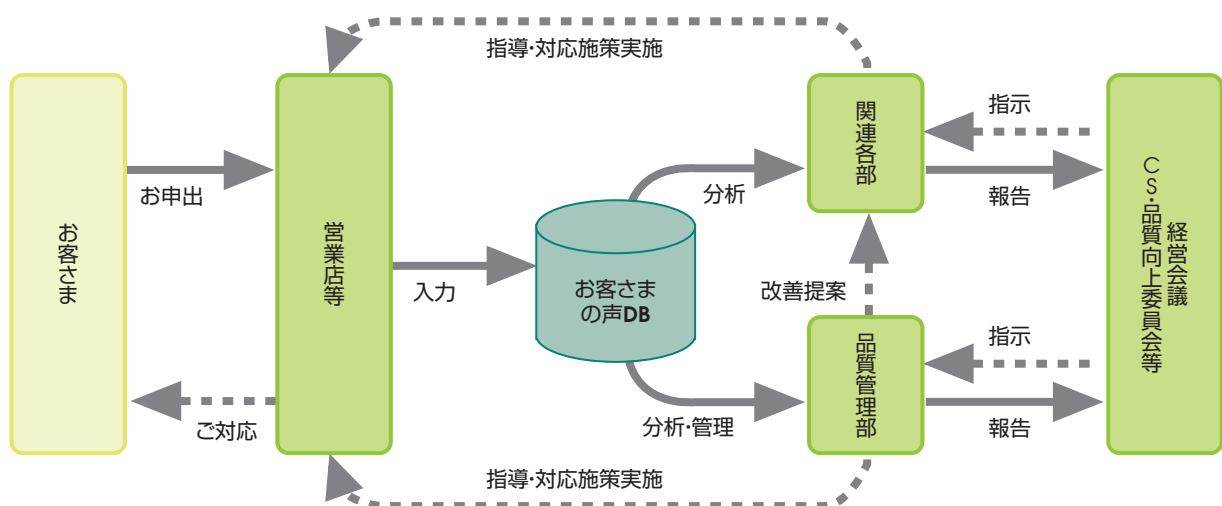 指導・対応施策実施
お客さま
お申出
ご対応
営業店等
入力
お客さま
の声DB
分析
分析・管理
関連各部
改善提案
品質管理部
指示
報告
指示
報告
経営会議
CS・品質向上委員会等
指導・対応施策実施